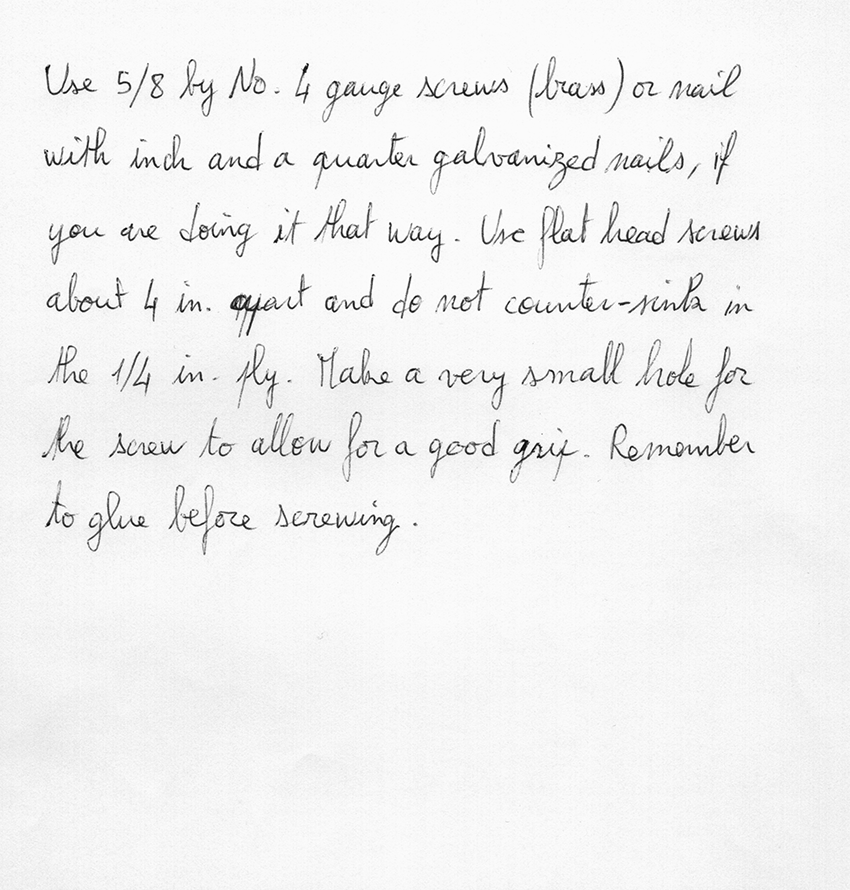 Use 5/8 by No. 4 gauge screws (brass) or nail
with inch and a quarter galvanized nails, if
you are doing it that way. Use flat head screws
about 4 in. apart and do not counter-sink in
the 1/4 in. ply. Make a very small hole for
the screw to allow for a good grip. Remember
to glue before screwing.